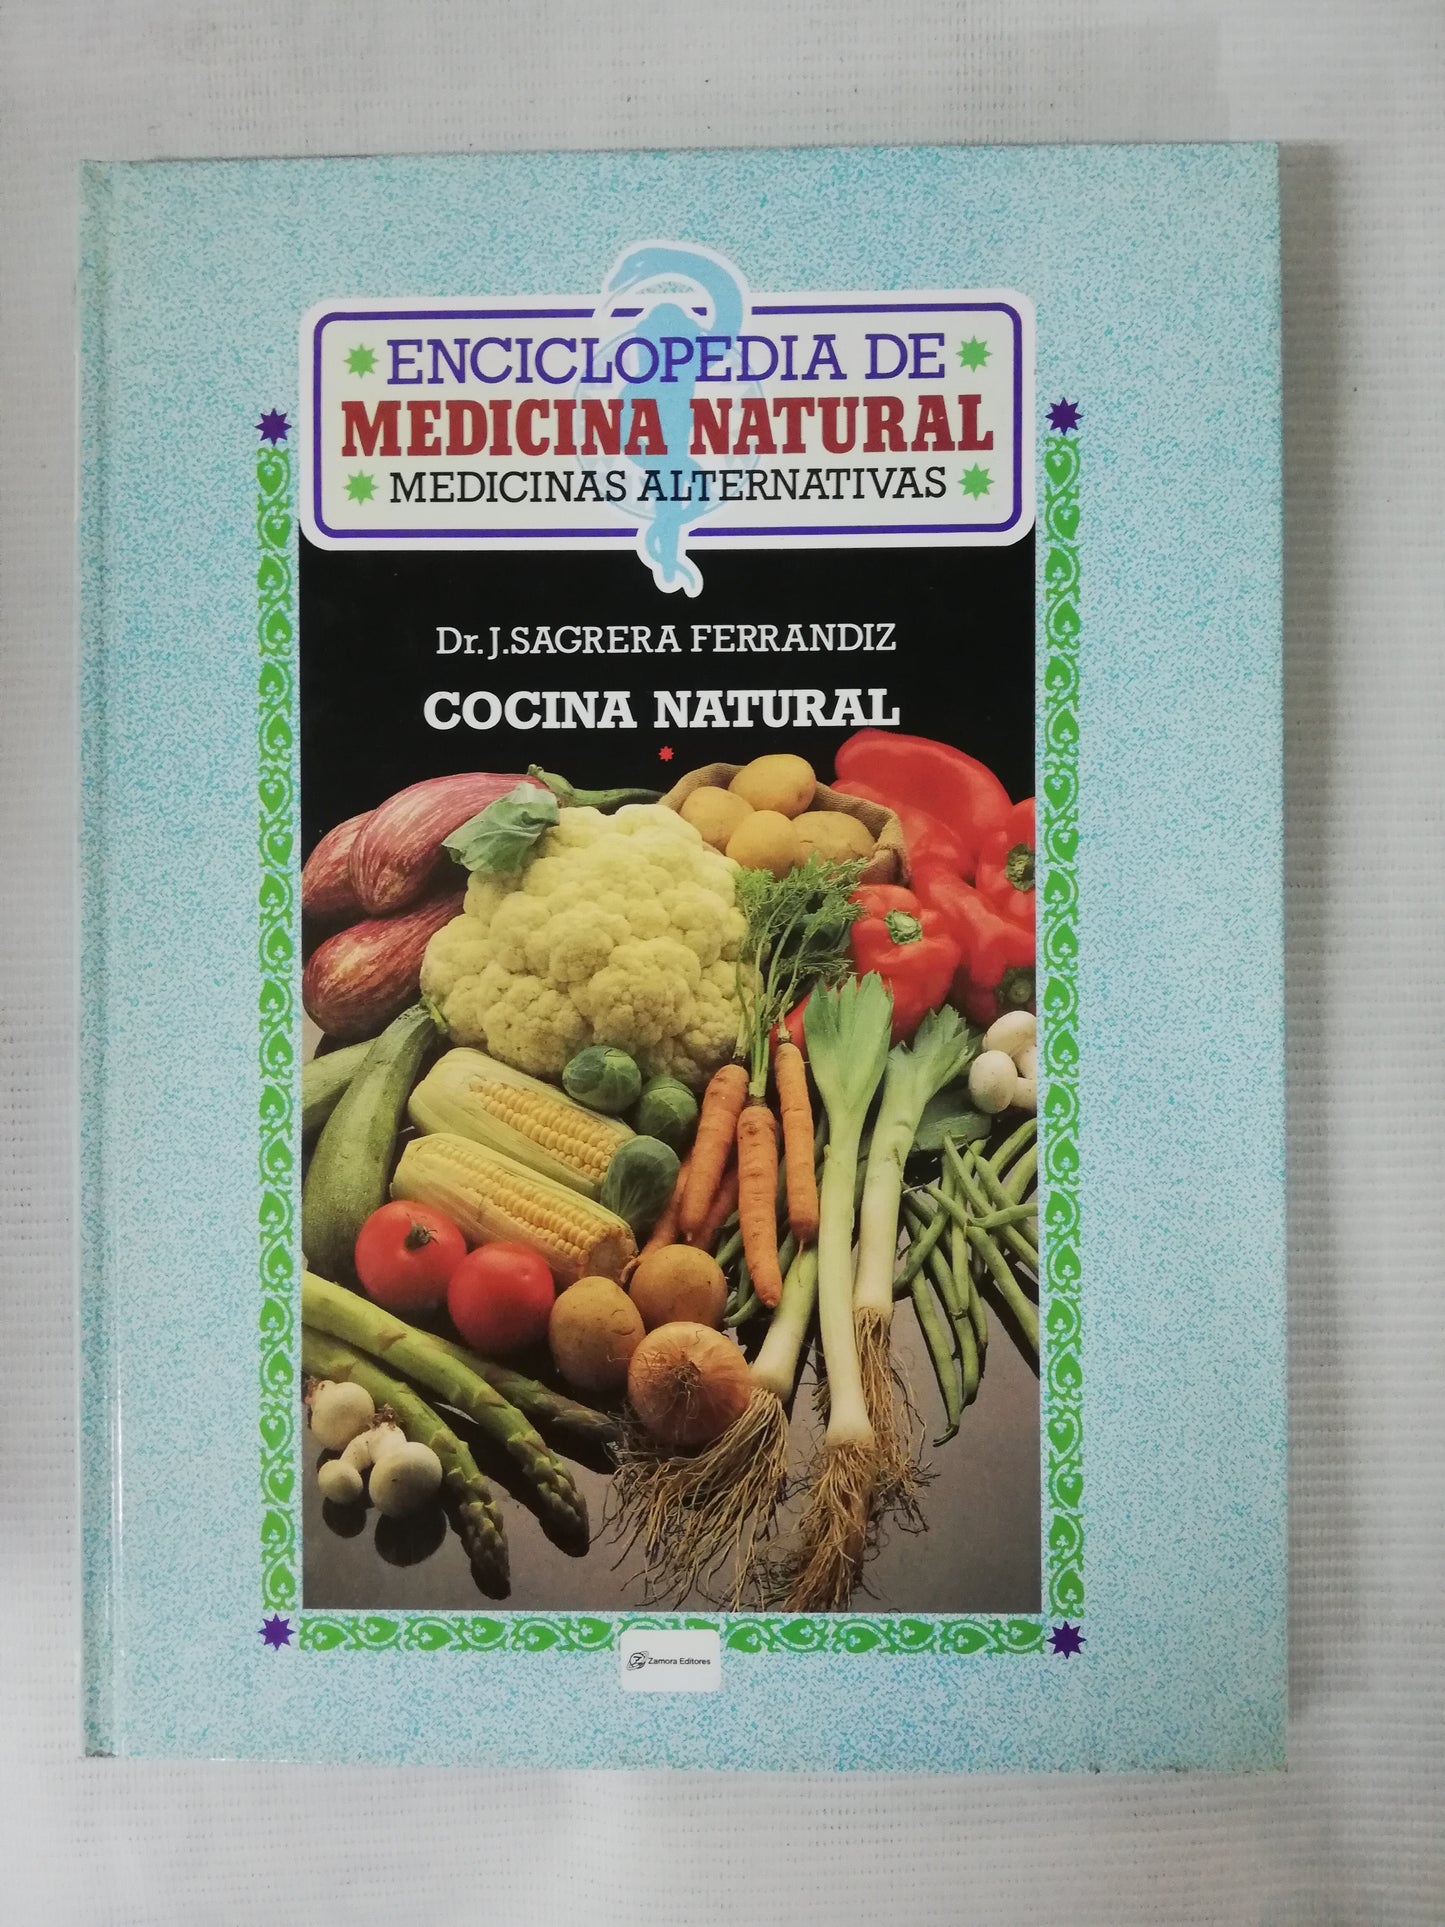 ENCICLOPEDIA DE
MEDICINA NATURAL
MEDICINAS ALTERNATIVAS
Dr. J. SAGRERA FERRANDIZ
COCINA NATURAL
Zamora Editores